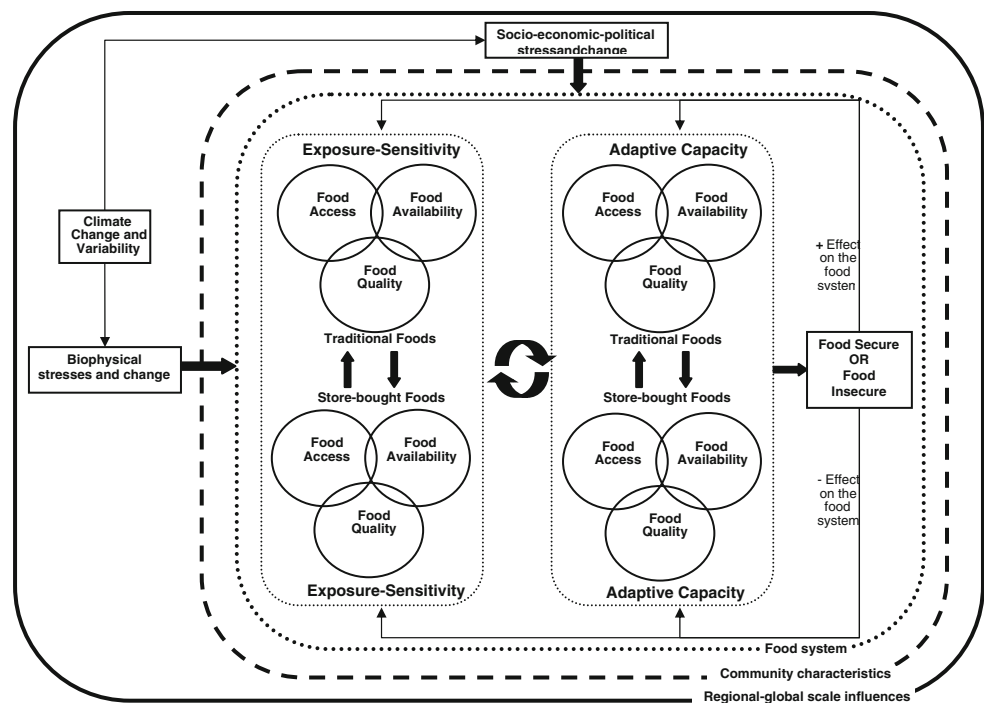 Socio-economic-political
stressandchange
Exposure-Sensitivity
Food
Access
Food
Availability
Food
Quality
Traditional Foods
Store-bought Foods
Food
Access
Food
Availability
Food
Quality
Exposure-Sensitivity
Adaptive Capacity
Food
Access
Food
Availability
Food
Quality
Traditional Foods
Store-bought Foods
Food
Access
Food
Availability
Food
Quality
Adaptive Capacity
Climate
Change and
Variability
Biophysical
stresses and change
+ Effect
on the
food
system
Food Secure
OR
Food
Insecure
- Effect
on the
food
system
Food system
Community characteristics
Regional-global scale influences